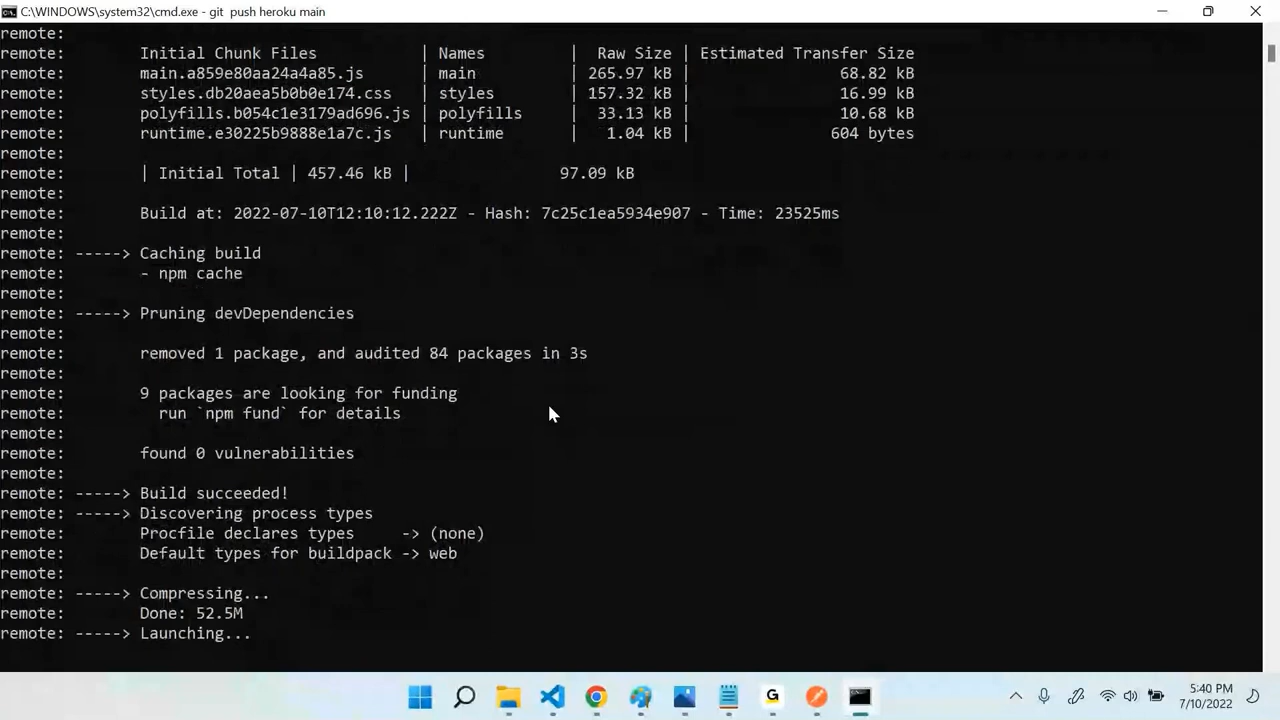 C:\WINDOWS\system32\cmd.exe - git  push heroku main
remote:
remote:        Initial Chunk Files           | Names         |  Raw Size | Estimated Transfer Size
remote:        main.a859e80aa24a4a85.js      | main          | 265.97 kB |                68.82 kB
remote:        styles.db20aea5b0b0e174.css   | styles        | 157.32 kB |                16.99 kB
remote:        polyfills.b054c1e3179ad696.js | polyfills     |  33.13 kB |                10.68 kB
remote:        runtime.e30225b9888e1a7c.js   | runtime       |   1.04 kB |               604 bytes
remote:
remote:        | Initial Total | 457.46 kB |                97.09 kB
remote:
remote:        Build at: 2022-07-10T12:10:12.222Z - Hash: 7c25c1ea5934e907 - Time: 23525ms
remote:
remote: -----> Caching build
remote:        - npm cache
remote:
remote: -----> Pruning devDependencies
remote:
remote:        removed 1 package, and audited 84 packages in 3s
remote:
remote:        9 packages are looking for funding
remote:          run `npm fund` for details
remote:
remote:        found 0 vulnerabilities
remote:
remote: -----> Build succeeded!
remote: -----> Discovering process types
remote:        Procfile declares types     -> (none)
remote:        Default types for buildpack -> web
remote:
remote: -----> Compressing...
remote:        Done: 52.5M
remote: -----> Launching...
G
5:40 PM
7/10/2022